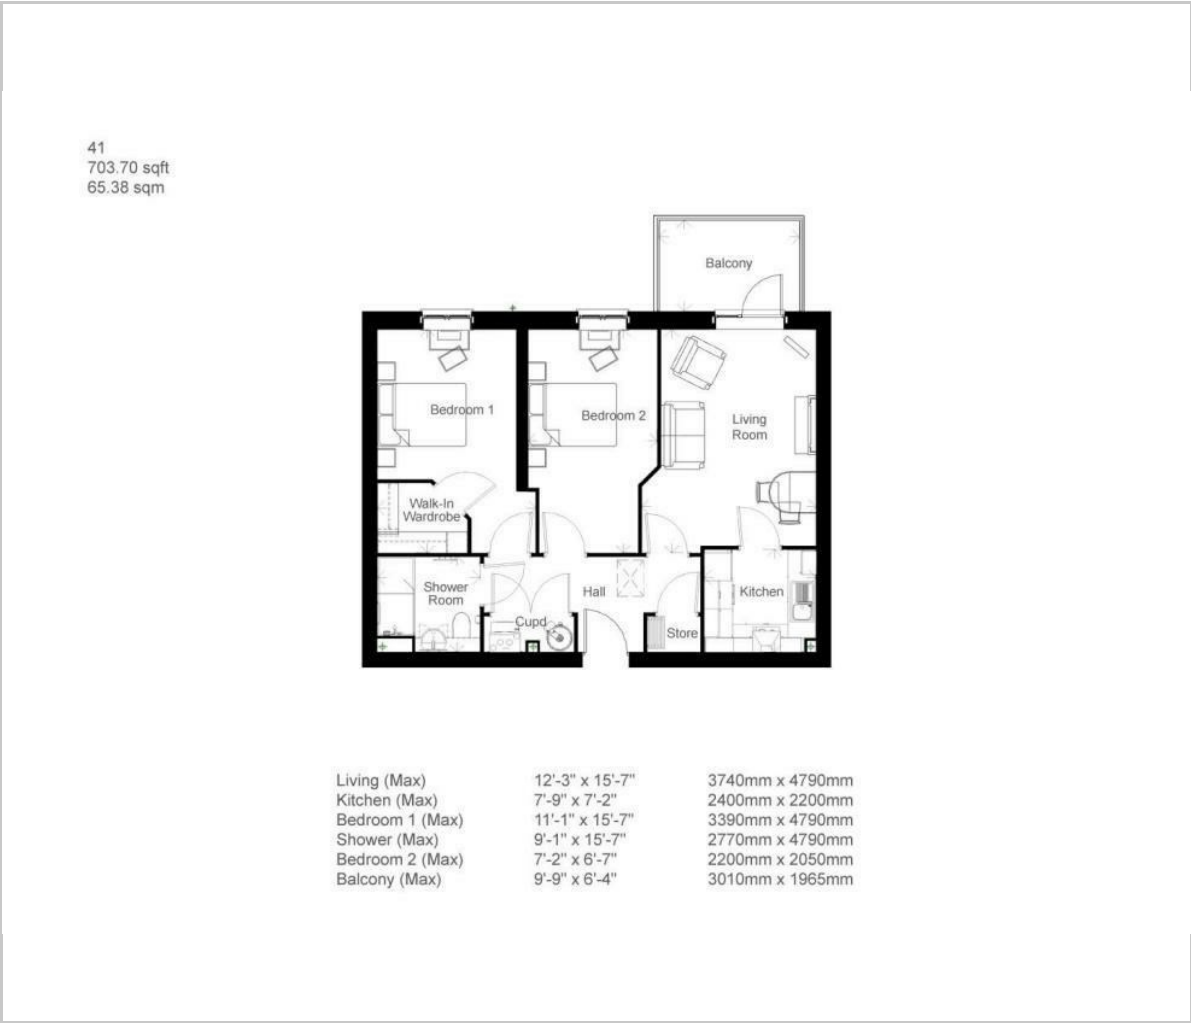 41
703.70 sqft
65.38 sqm
Balcony
Bedroom 1
Bedroom 2
Living
Room
Walk-In
Wardrobe
Shower
Room
Hall
Kitchen
Cupd
Store
Living (Max) 12'-3" x 15'-7" 3740mm x 4790mm
Kitchen (Max) 7'-9" x 7'-2" 2400mm x 2200mm
Bedroom 1 (Max) 11'-1" x 15'-7" 3390mm x 4790mm
Shower (Max) 9'-1" x 15'-7" 2770mm x 4790mm
Bedroom 2 (Max) 7'-2" x 6'-7" 2200mm x 2050mm
Balcony (Max) 9'-9" x 6'-4" 3010mm x 1965mm